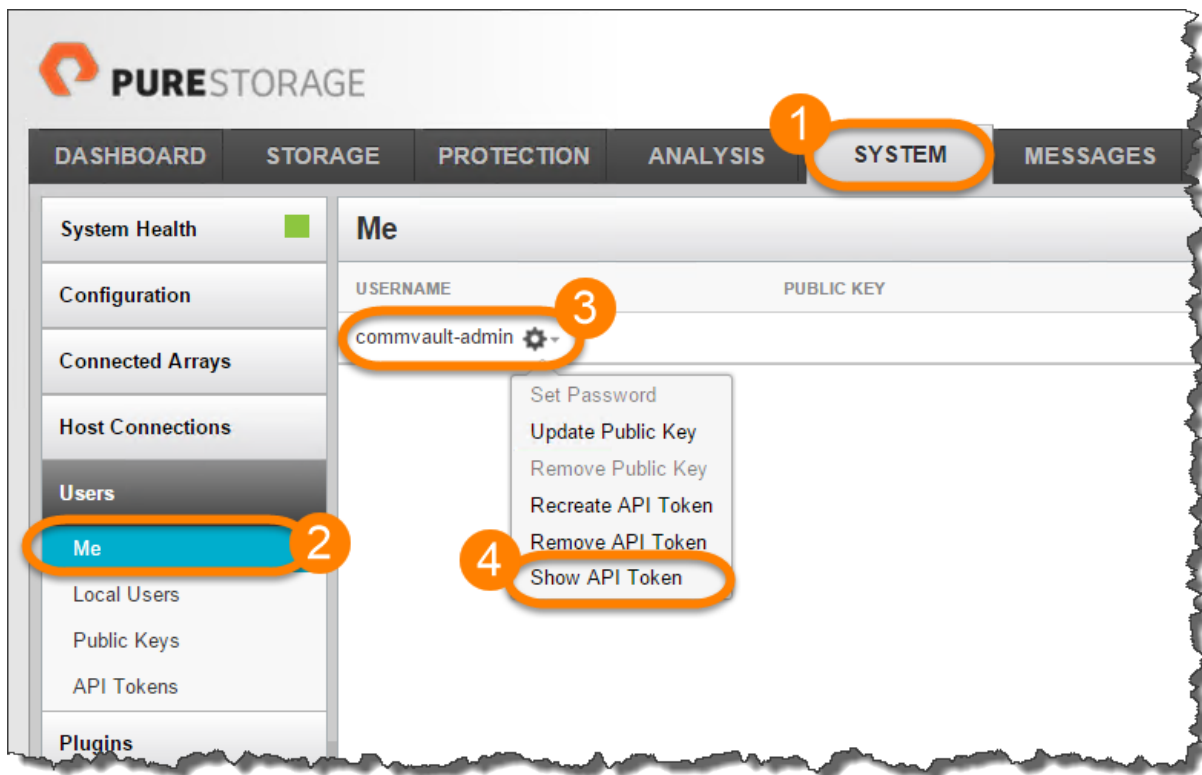 PURESTORAGE
1
DASHBOARD STORAGE PROTECTION ANALYSIS SYSTEM MESSAGES
System Health
Me
Configuration
USERNAME PUBLIC KEY
3
commvault-admin
Connected Arrays
Set Password
Host Connections
Update Public Key
Remove Public Key
Users
Recreate API Token
Me 2
Remove API Token
4
Show API Token
Local Users
Public Keys
API Tokens
Plugins